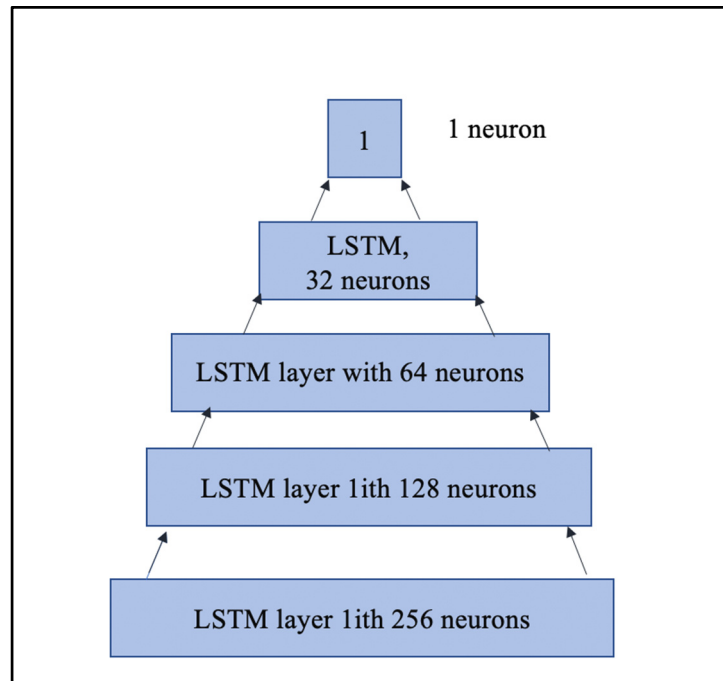 1
1 neuron
LSTM,
32 neurons
LSTM layer with 64 neurons
LSTM layer 1ith 128 neurons
LSTM layer 1ith 256 neurons